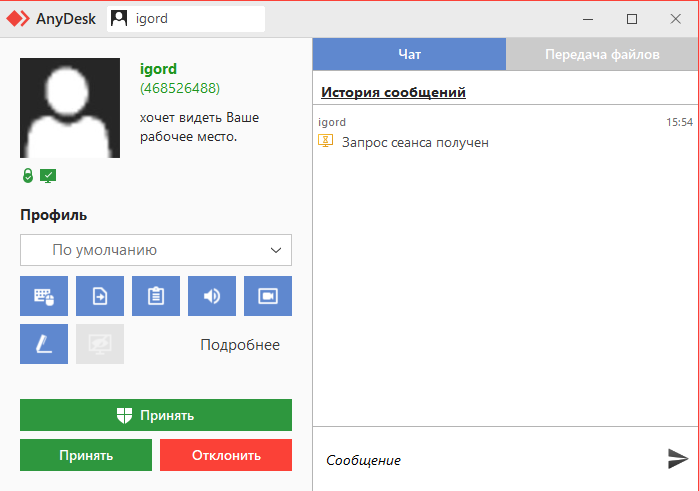 AnyDesk igord
igord
(468526488)
хочет видеть Ваше
рабочее место.
Профиль
По умолчанию
Подробнее
Принять
Принять Отклонить
Чат Передача файлов
История сообщений
igord 15:54
Запрос сеанса получен
Сообщение